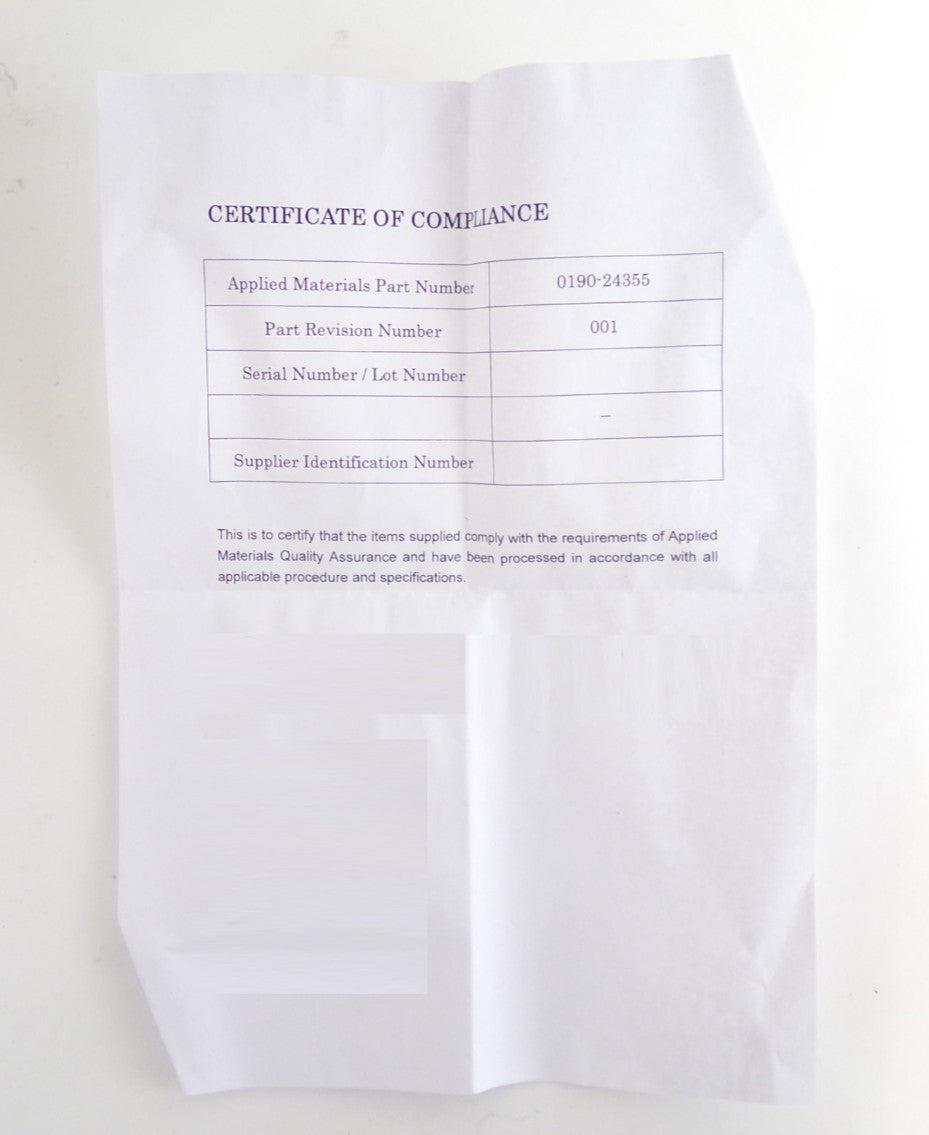 CERTIFICATE OF COMPLIANCE
Applied Materials Part Number 0190-24355
Part Revision Number 001
Serial Number / Lot Number
–
Supplier Identification Number
This is to certify that the items supplied comply with the requirements of Applied
Materials Quality Assurance and have been processed in accordance with all
applicable procedure and specifications.